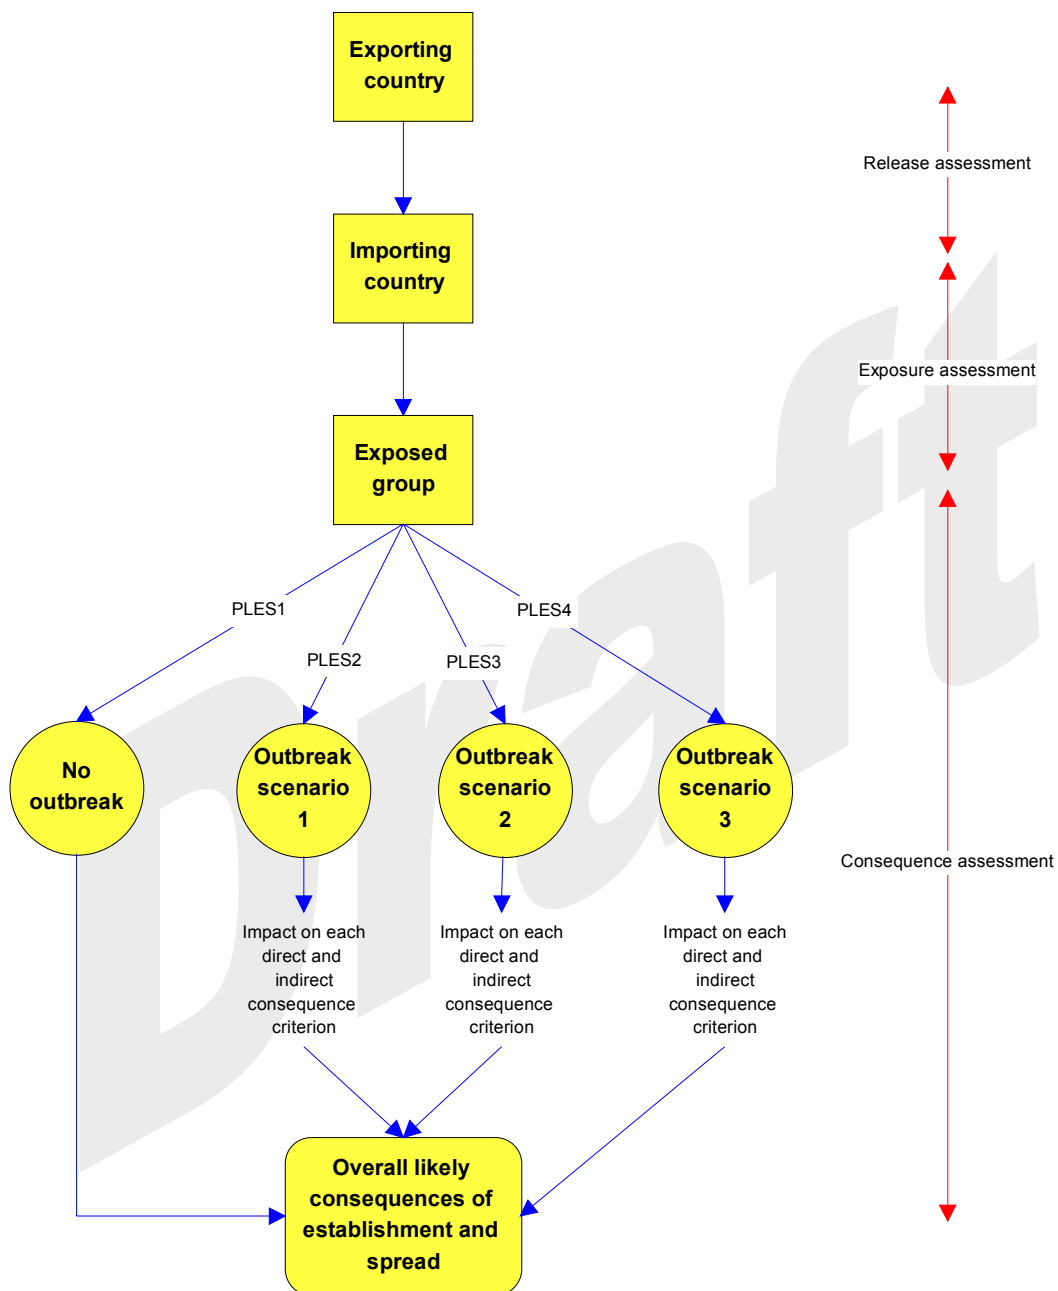 Exporting
country
Release assessment
Importing
country
Exposure assessment
Exposed
group
PLES1
PLES4
PLES2
PLES3
No
outbreak
Outbreak
scenario
1
Outbreak
scenario
2
Outbreak
scenario
3
Consequence assessment
Impact on each
direct and
indirect
consequence
criterion
Impact on each
direct and
indirect
consequence
criterion
Impact on each
direct and
indirect
consequence
criterion
Overall likely
consequences of
establishment and
spread
Draft